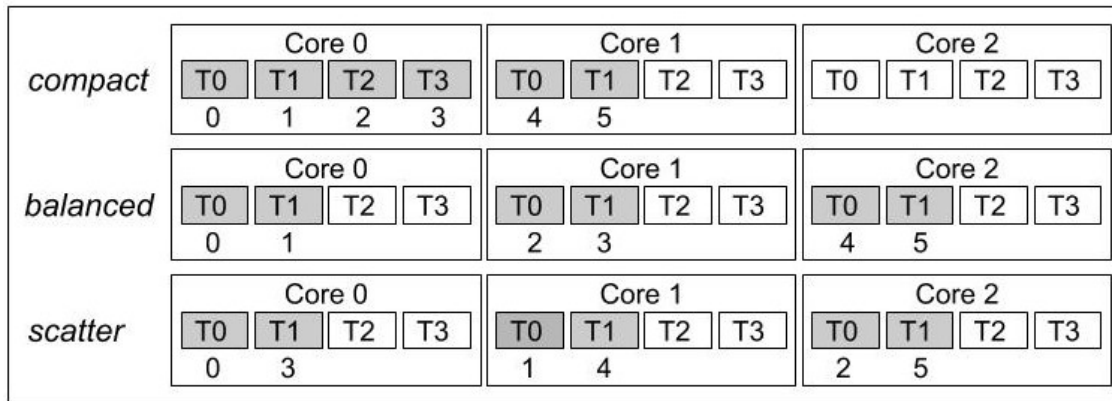 Core 0 Core 1 Core 2
compact T0 T1 T2 T3 T0 T1 T2 T3 T0 T1 T2 T3
0 1 2 3 4 5
Core 0 Core 1 Core 2
balanced T0 T1 T2 T3 T0 T1 T2 T3 T0 T1 T2 T3
0 1 2 3 4 5
Core 0 Core 1 Core 2
scatter T0 T1 T2 T3 T0 T1 T2 T3 T0 T1 T2 T3
0 3 1 4 2 5